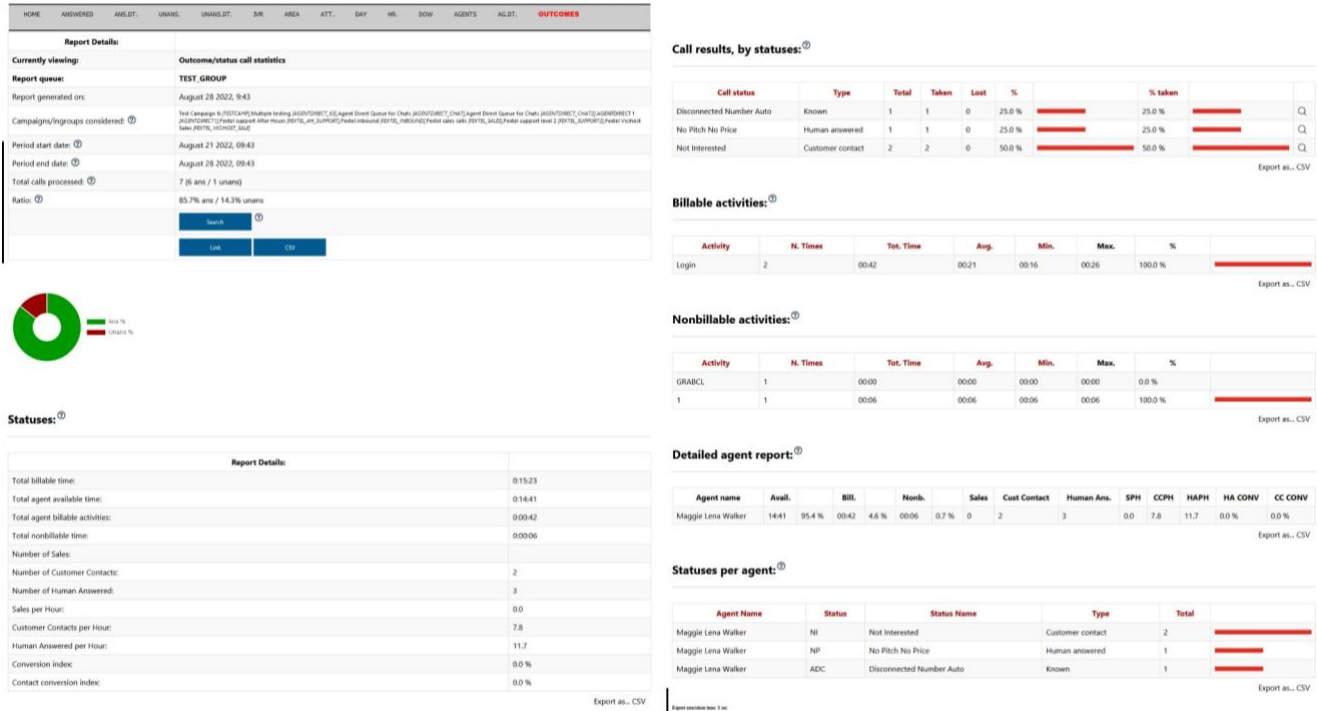 HOME ANSWERED ANS.DT. UNANS. UNANS.DT. IVR AREA ATT. DAY HR. DOW AGENTS AG.DT. OUTCOMES
Report Details:
Currently viewing: Outcome/status call statistics
Report queue: TEST_GROUP
Report generated on: August 28 2022, 9:43
Campaigns/ingroups considered:
Period start date: August 21 2022, 09:43
Period end date: August 28 2022, 09:43
Total calls processed: 7 (6 ans / 1 unans)
Ratio: 85.7% ans / 14.3% unans
Search
Link CSV
Ans %
Unans %
Statuses:
Report Details:
Total billable time: 0:15:23
Total agent available time: 0:14:41
Total agent billable activities: 0:00:42
Total nonbillable time: 0:00:06
Number of Sales:
Number of Customer Contacts: 2
Number of Human Answered: 3
Sales per Hour: 0.0
Customer Contacts per Hour: 7.8
Human Answered per Hour: 11.7
Conversion index: 0.0 %
Contact conversion index: 0.0 %
Export as... CSV
Call results, by statuses:
Call status Type Total Taken Lost % % taken
Disconnected Number Auto Known 1 1 0 25.0 % 25.0 %
No Pitch No Price Human answered 1 1 0 25.0 % 25.0 %
Not Interested Customer contact 2 2 0 50.0 % 50.0 %
Export as... CSV
Billable activities:
Activity N. Times Tot. Time Avg. Min. Max. %
Login 2 00:42 00:21 00:16 00:26 100.0 %
Export as... CSV
Nonbillable activities:
Activity N. Times Tot. Time Avg. Min. Max. %
GRABCL 1 00:00 00:00 00:00 00:00 0.0 %
1 1 00:06 00:06 00:06 00:06 100.0 %
Export as... CSV
Detailed agent report:
Agent name Avail. Bill. Nonb. Sales Cust Contact Human Ans. SPH CCPH HAPH HA CONV CC CONV
Maggie Lena Walker 14:41 95.4 % 00:42 4.6 % 00:06 0.7 % 0 2 3 0.0 7.8 11.7 0.0 % 0.0 %
Export as... CSV
Statuses per agent:
Agent Name Status Status Name Type Total
Maggie Lena Walker NI Not Interested Customer contact 2
Maggie Lena Walker NP No Pitch No Price Human answered 1
Maggie Lena Walker ADC Disconnected Number Auto Known 1
Export as... CSV